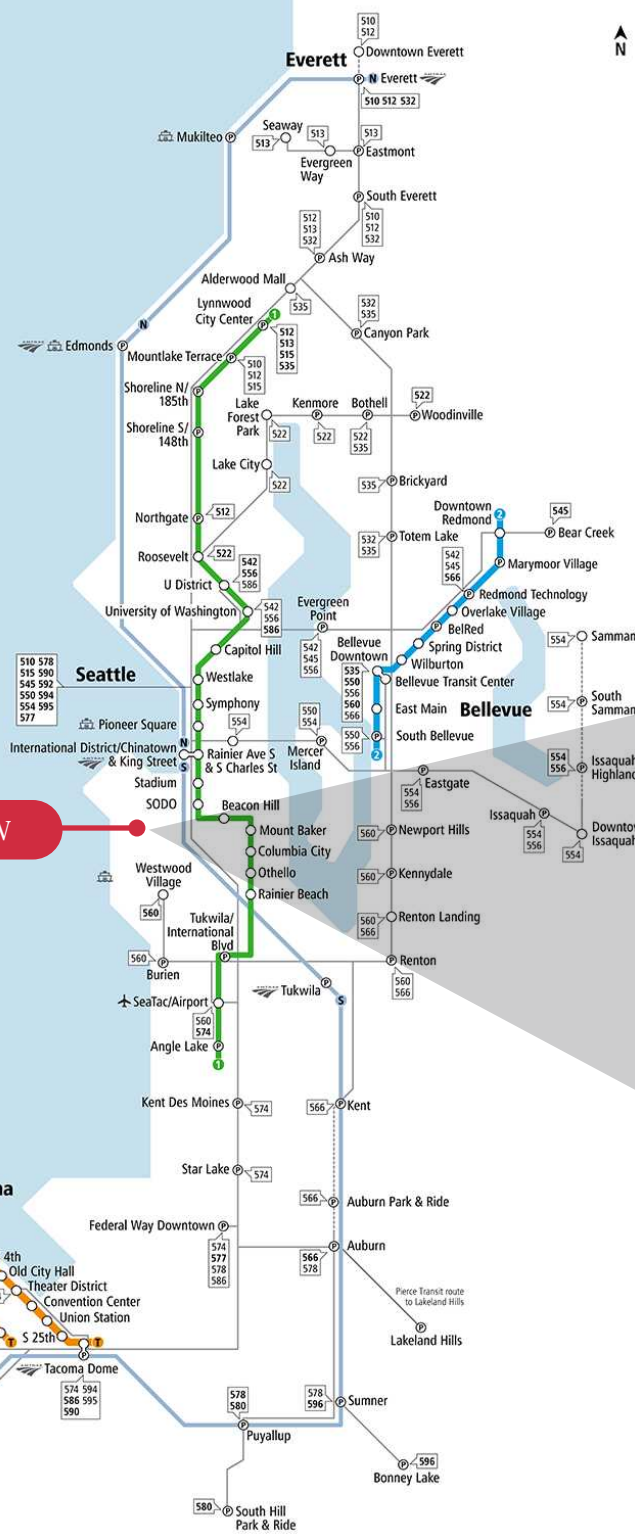 510
512
Downtown Everett
N
Everett
N Everett
510 512 532
Mukilteo
Seaway
513
513
Evergreen
Way
513
Eastmont
South Everett
510
512
532
512
513
532
Ash Way
Alderwood Mall
535
Lynnwood
City Center
1
512
513
515
535
532
535
Canyon Park
N
Edmonds
Mountlake Terrace
510
512
515
Shoreline N/
185th
Shoreline S/
148th
Lake
Forest
Park
522
Kenmore
522
Bothell
522
535
522
Woodinville
Lake City
522
535
Brickyard
Northgate
512
Downtown
Redmond
2
545
Bear Creek
Roosevelt
522
532
535
Totem Lake
542
545
566
Marymoor Village
U District
542
556
586
Redmond Technology
University of Washington
542
556
586
Evergreen
Point
542
545
556
Overlake Village
BelRed
Spring District
Wilburton
554
Capitol Hill
Bellevue
Downtown
535
550
556
560
566
Bellevue Transit Center
510 578
515 590
545 592
550 594
554 595
577
Seattle
Westlake
Symphony
East Main
Bellevue
554
South
Pioneer Square
N
554
550
554
Mercer
Island
550
556
South Bellevue
2
International District/Chinatown
& King Street
S
Rainier Ave S
& S Charles St
Stadium
SODO
Eastgate
554
556
554
556
Issaquah
Issaquah
554
556
554
Issaquah
Beacon Hill
Mount Baker
560
Newport Hills
Columbia City
Othello
560
Kennydale
Westwood
Village
560
Rainier Beach
560
566
Renton Landing
Tukwila/
International
Blvd
560
Burien
Renton
560
566
SeaTac/Airport
560
574
Tukwila
S
Angle Lake
1
Kent Des Moines
574
566
Kent
Star Lake
574
566
Auburn Park & Ride
Federal Way Downtown
574
577
578
586
Auburn
566
578
Pierce Transit route
to Lakeland Hills
Lakeland Hills
4th
Old City Hall
Theater District
Convention Center
Union Station
S 25th
T
T
Tacoma Dome
574 594
586 595
590
578
580
Puyallup
578
596
Sumner
596
Bonney Lake
580
South Hill
Park & Ride